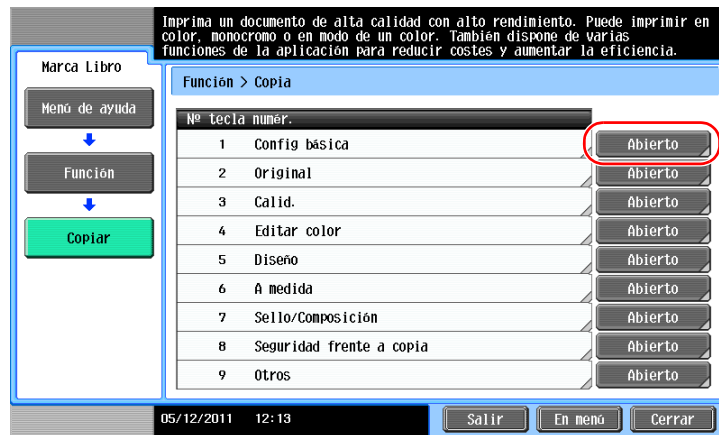 Imprima un documento de alta calidad con alto rendimiento. Puede imprimir en
color, monocromo o en modo de un color. También dispone de varias
funciones de la aplicación para reducir costes y aumentar la eficiencia.
Marca Libro
Función > Copia
Menú de ayuda
Nº tecla numér.
1 Config básica Abierto
2 Original Abierto
Función
3 Calid. Abierto
4 Editar color Abierto
Copiar
5 Diseño Abierto
6 A medida Abierto
7 Sello/Composición Abierto
8 Seguridad frente a copia Abierto
9 Otros Abierto
05/12/2011 12:13 Salir En menú Cerrar